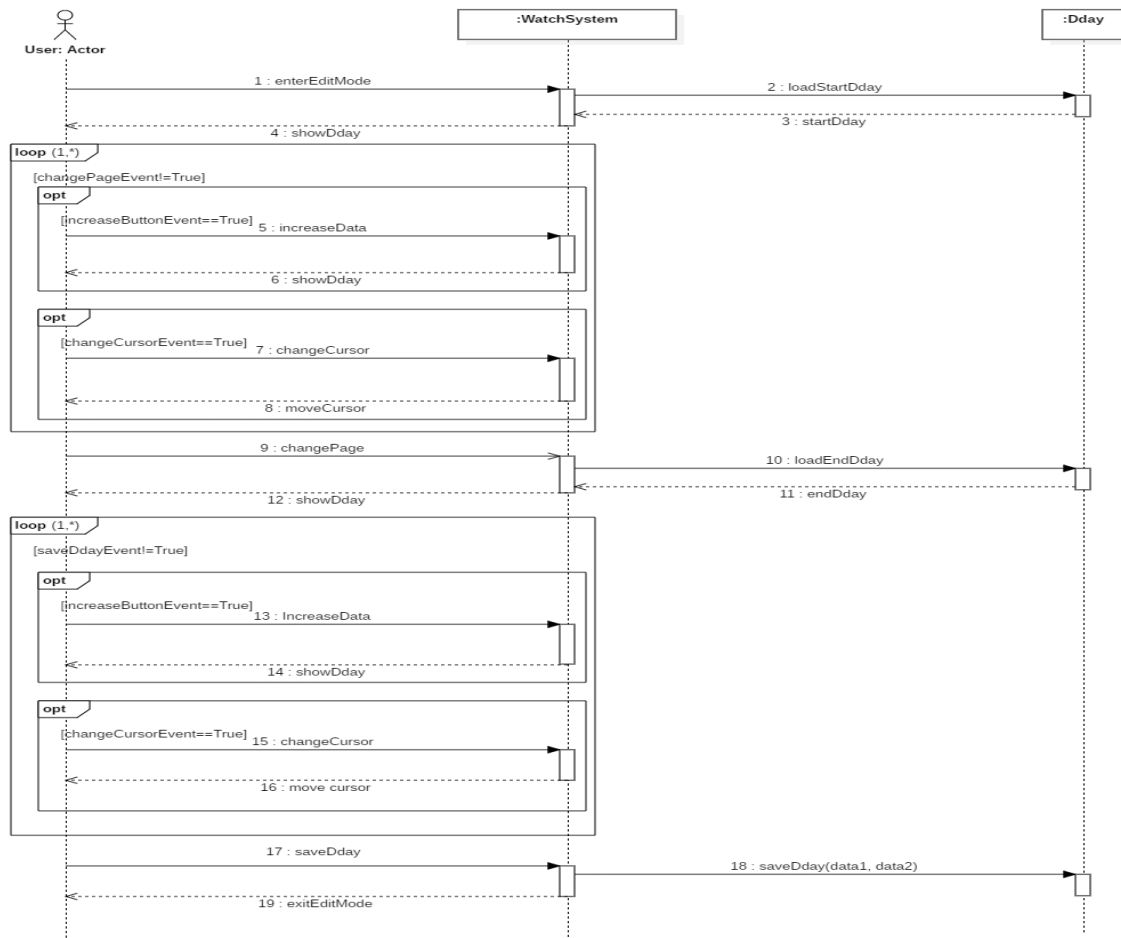 :WatchSystem
:Dday
User: Actor
1 : enterEditMode
2 : loadStartDday
3 : startDday
4 : showDday
loop (1,*)
[changePageEvent!=True]
opt
[increaseButtonEvent==True]
5 : increaseData
6 : showDday
opt
[changeCursorEvent==True]
7 : changeCursor
8 : moveCursor
9 : changePage
10 : loadEndDday
11 : endDday
12 : showDday
loop (1,*)
[saveDdayEvent!=True]
opt
[increaseButtonEvent==True]
13 : IncreaseData
14 : showDday
opt
[changeCursorEvent==True]
15 : changeCursor
16 : move cursor
17 : saveDday
18 : saveDday(data1, data2)
19 : exitEditMode